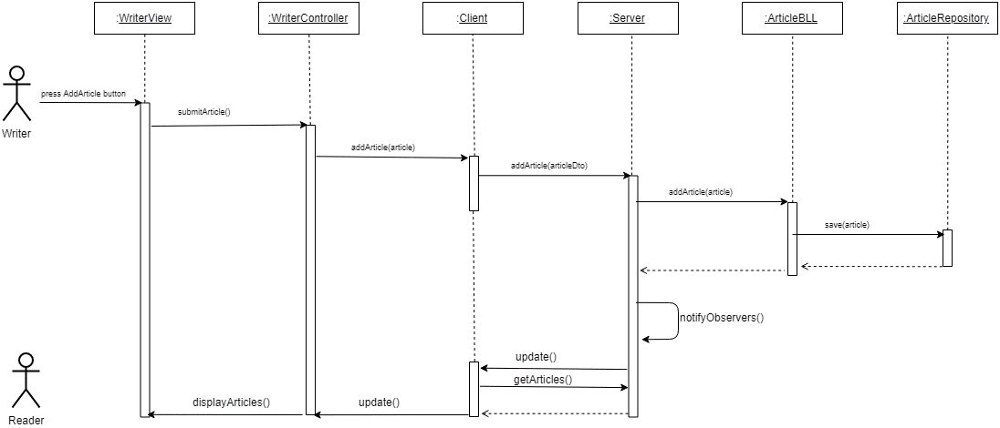 :WriterView
:WriterController
:Client
:Server
:ArticleBLL
:ArticleRepository
press AddArticle button
Writer
submitArticle()
addArticle(article)
addArticle(articleDto)
addArticle(article)
save(article)
notifyObservers()
update()
getArticles()
displayArticles()
update()
Reader